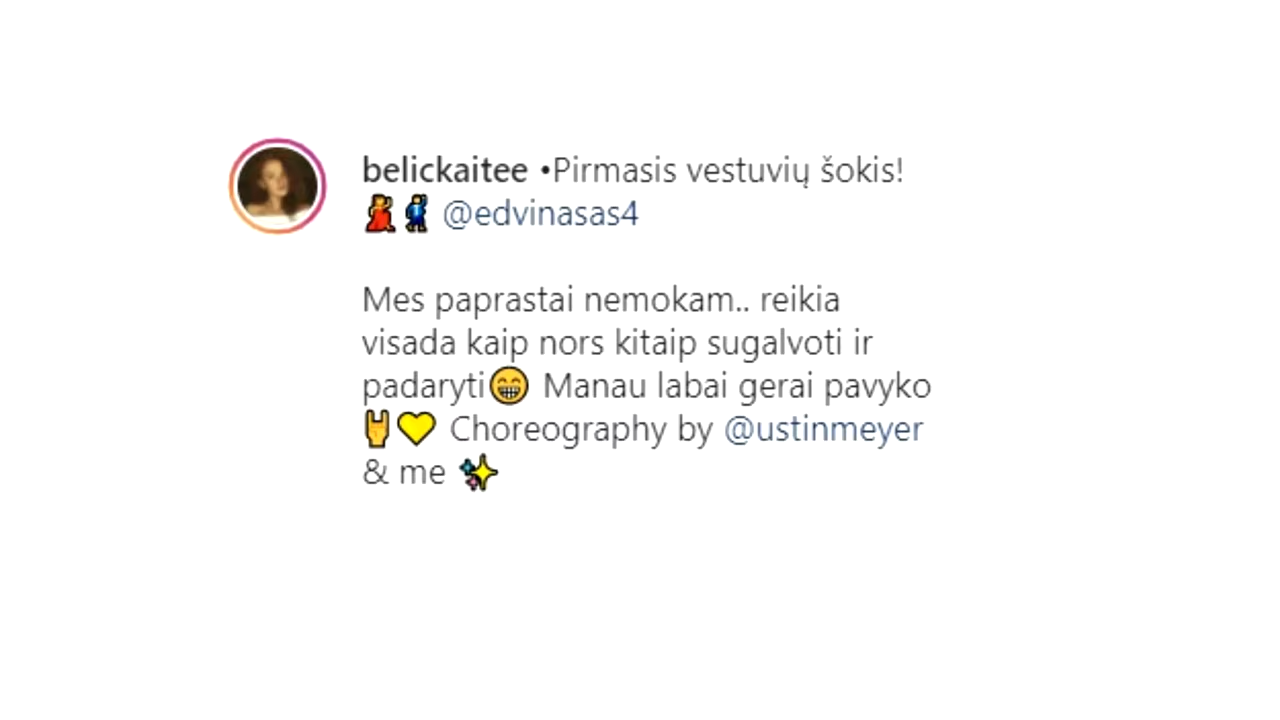 belickaitee •Pirmasis vestuvių šokis!
💃🕺 @edvinasas4
Mes paprastai nemokam.. reikia
visada kaip nors kitaip sugalvoti ir
padaryti😁 Manau labai gerai pavyko
🤘💛 Choreography by @ustinmeyer
& me ✨